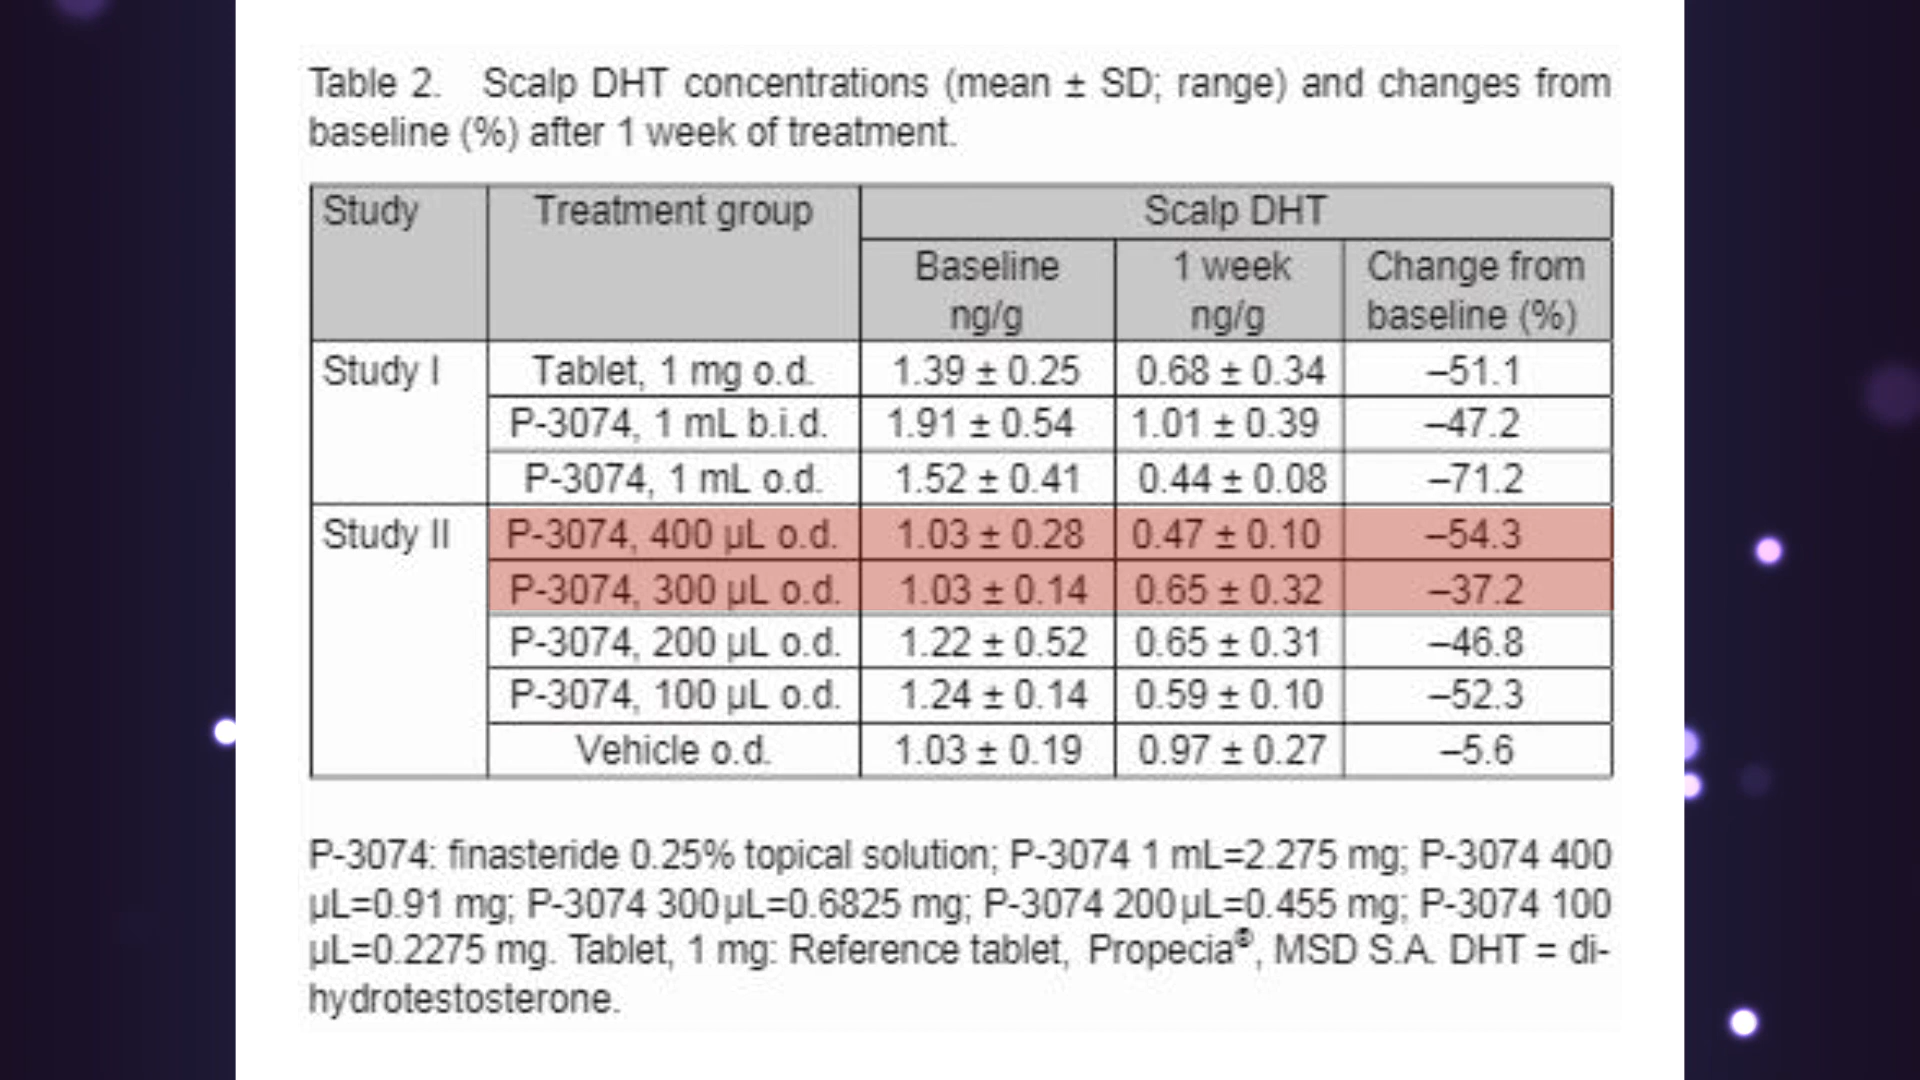 Table 2. Scalp DHT concentrations (mean ± SD; range) and changes from
baseline (%) after 1 week of treatment.
Study Treatment group Scalp DHT
Baseline ng/g 1 week ng/g Change from baseline (%)
Study I Tablet, 1 mg o.d. 1.39 ± 0.25 0.68 ± 0.34 –51.1
P-3074, 1 mL b.i.d. 1.91 ± 0.54 1.01 ± 0.39 –47.2
P-3074, 1 mL o.d. 1.52 ± 0.41 0.44 ± 0.08 –71.2
Study II P-3074, 400 µL o.d. 1.03 ± 0.28 0.47 ± 0.10 –54.3
P-3074, 300 µL o.d. 1.03 ± 0.14 0.65 ± 0.32 –37.2
P-3074, 200 µL o.d. 1.22 ± 0.52 0.65 ± 0.31 –46.8
P-3074, 100 µL o.d. 1.24 ± 0.14 0.59 ± 0.10 –52.3
Vehicle o.d. 1.03 ± 0.19 0.97 ± 0.27 –5.6
P-3074: finasteride 0.25% topical solution; P-3074 1 mL=2.275 mg; P-3074 400
µL=0.91 mg; P-3074 300µL=0.6825 mg; P-3074 200µL=0.455 mg; P-3074 100
µL=0.2275 mg. Tablet, 1 mg: Reference tablet, Propecia®, MSD S.A. DHT = di-
hydrotestosterone.